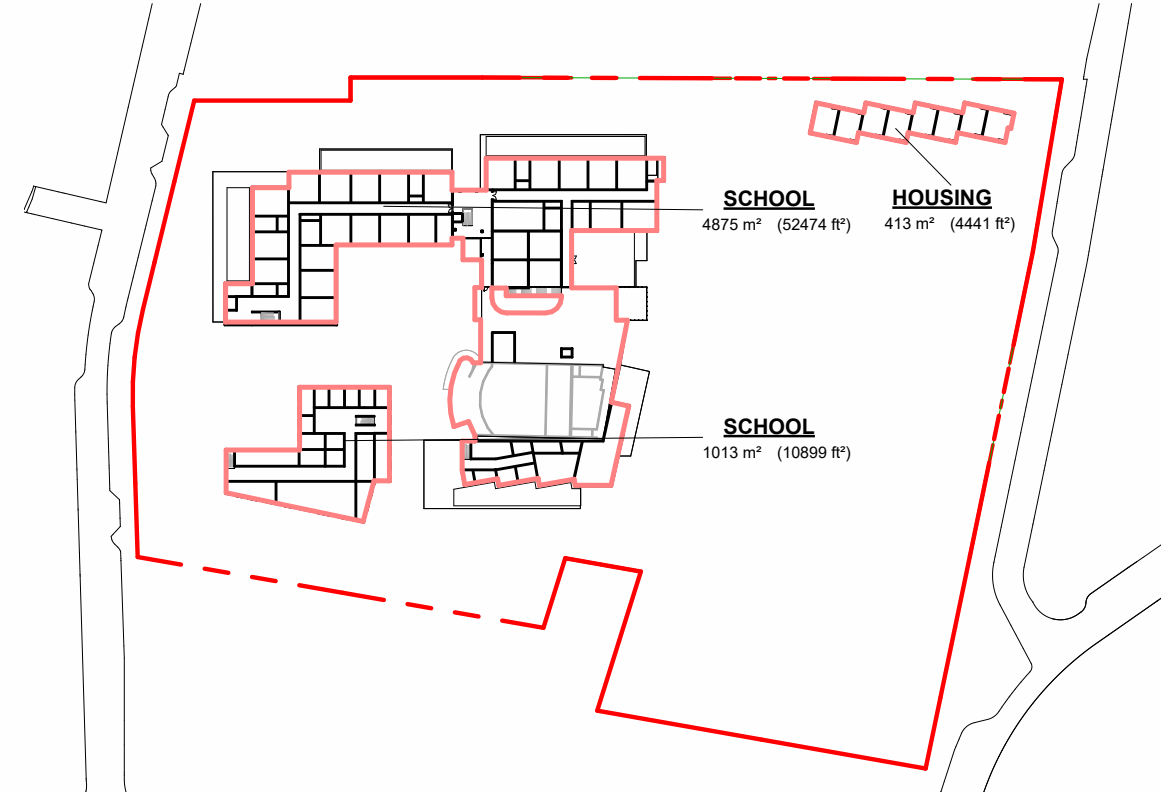 SCHOOL
4875 m² (52474 ft²)
HOUSING
413 m² (4441 ft²)
SCHOOL
1013 m² (10899 ft²)